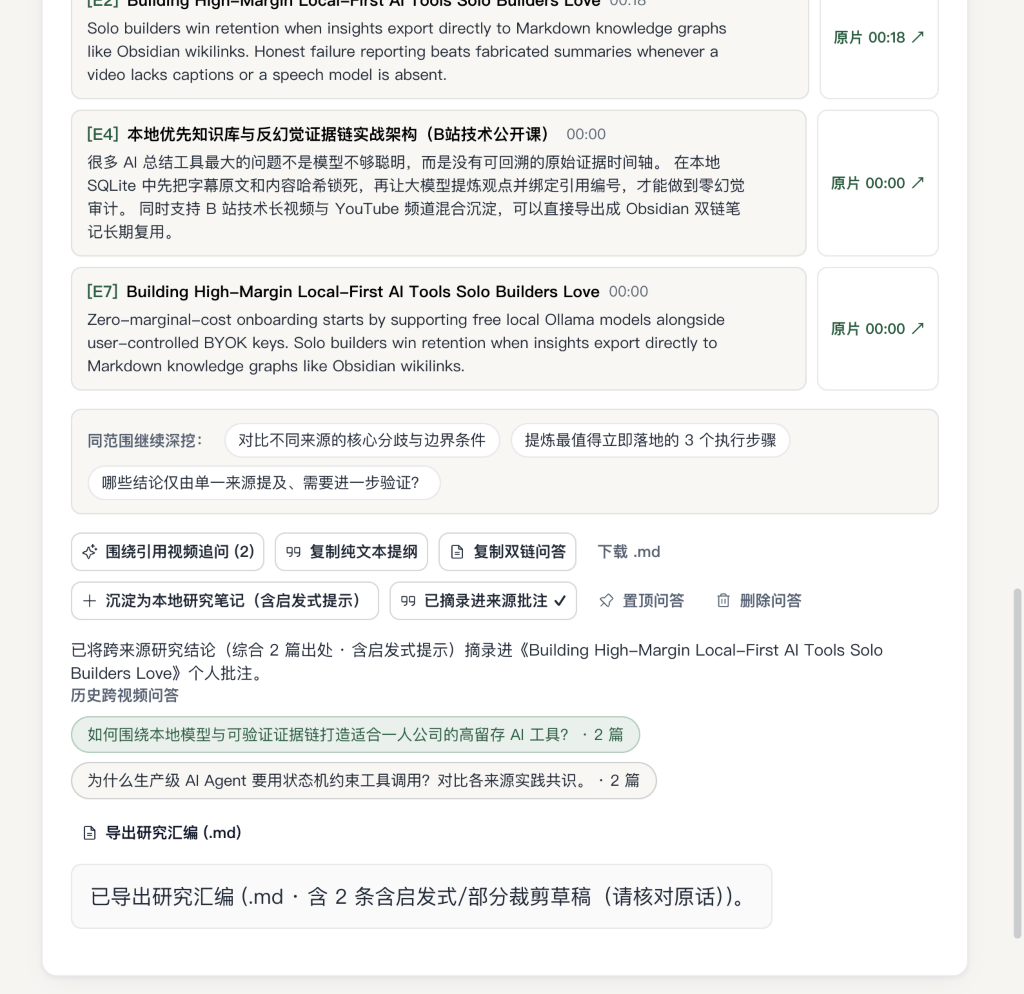 [E2] Building High-Margin Local-First AI Tools Solo Builders Love 00:18
Solo builders win retention when insights export directly to Markdown knowledge graphs
like Obsidian wikilinks. Honest failure reporting beats fabricated summaries whenever a
video lacks captions or a speech model is absent.
原片 00:18 ↗
[E4] 本地优先知识库与反幻觉证据链实战架构（B站技术公开课） 00:00
很多 AI 总结工具最大的问题不是模型不够聪明，而是没有可回溯的原始证据时间轴。 在本地
SQLite 中先把字幕原文和内容哈希锁死，再让大模型提炼观点并绑定引用编号，才能做到零幻觉
审计。 同时支持 B 站技术长视频与 YouTube 频道混合沉淀，可以直接导出成 Obsidian 双链笔
记长期复用。
原片 00:00 ↗
[E7] Building High-Margin Local-First AI Tools Solo Builders Love 00:00
Zero-marginal-cost onboarding starts by supporting free local Ollama models alongside
user-controlled BYOK keys. Solo builders win retention when insights export directly to
Markdown knowledge graphs like Obsidian wikilinks.
原片 00:00 ↗
同范围继续深挖： 对比不同来源的核心分歧与边界条件 提炼最值得立即落地的 3 个执行步骤
哪些结论仅由单一来源提及、需要进一步验证？
围绕引用视频追问 (2) 复制纯文本提纲 复制双链问答 下载 .md
沉淀为本地研究笔记（含启发式提示） 已摘录进来源批注 ✓ 置顶问答 删除问答
已将跨来源研究结论（综合 2 篇出处 · 含启发式提示）摘录进《Building High-Margin Local-First AI Tools Solo
Builders Love》个人批注。
历史跨视频问答
如何围绕本地模型与可验证证据链打造适合一人公司的高留存 AI 工具？ · 2 篇
为什么生产级 AI Agent 要用状态机约束工具调用？对比各来源实践共识。 · 2 篇
导出研究汇编 (.md)
已导出研究汇编 (.md · 含 2 条含启发式/部分裁剪草稿（请核对原话）)。